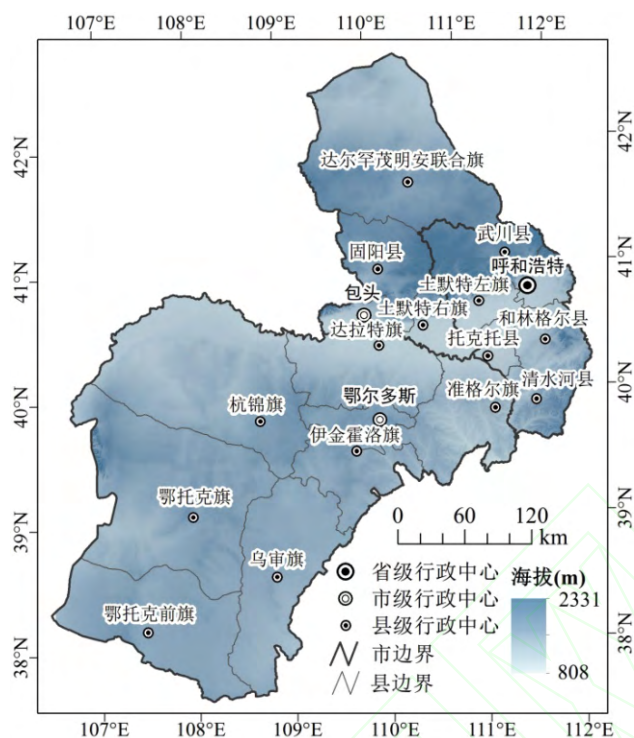 107°E 108°E 109°E 110°E 111°E 112°E
42°N 42°N
达尔罕茂明安联合旗
武川县
固阳县
呼和浩特
41°N 41°N
土默特左旗
包头
土默特右旗
和林格尔县
达拉特旗
托克托县
清水河县
40°N 40°N
杭锦旗
鄂尔多斯
准格尔旗
伊金霍洛旗
鄂托克旗
39°N 39°N
0 60 120
km
乌审旗
省级行政中心
海拔(m)
市级行政中心
2331
鄂托克前旗
县级行政中心
38°N 38°N
市边界
808
县边界
107°E 108°E 109°E 110°E 111°E 112°E